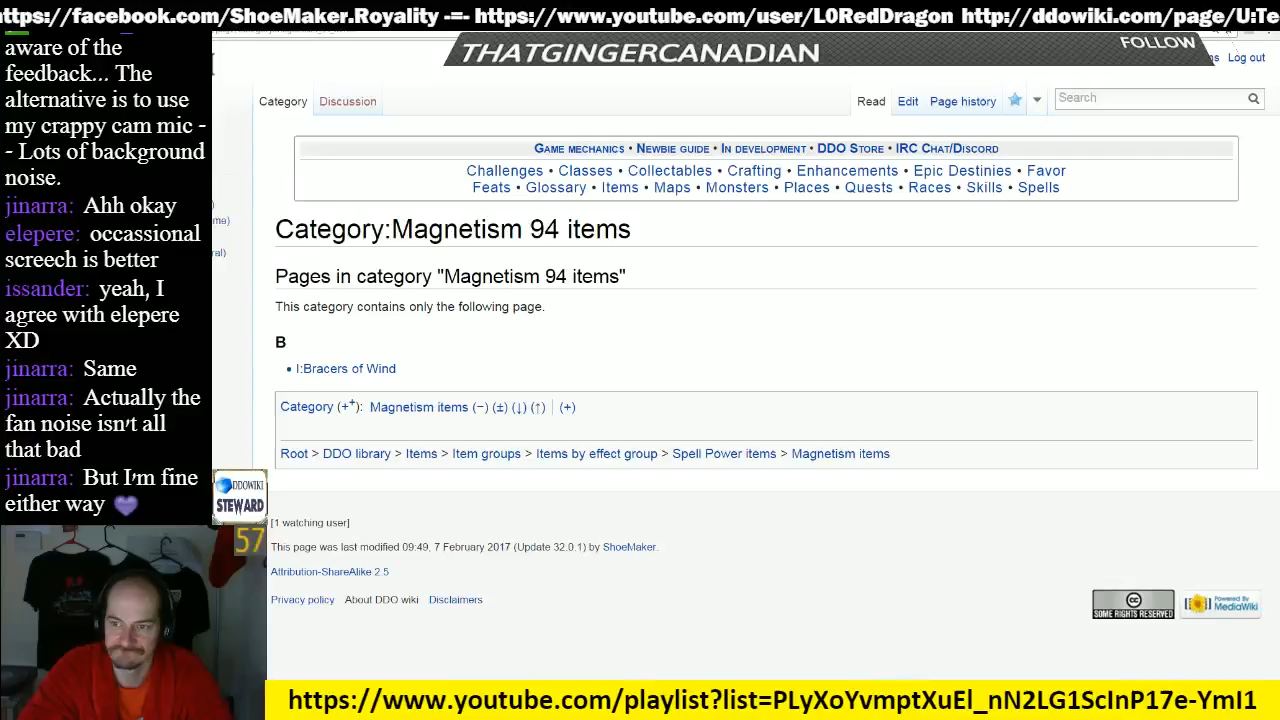 https://facebook.com/ShoeMaker.Royality -=- https://www.youtube.com/user/L0RedDragon http://ddowiki.com/page/U:Te
THATGINGERCANADIAN
FOLLOW
Log out
aware of the
feedback... The
alternative is to use
my crappy cam mic -
- Lots of background
noise.
jinarra: Ahh okay
elepere: occassional
screech is better
issander: yeah, I
agree with elepere
XD
jinarra: Same
jinarra: Actually the
fan noise isn't all
that bad
jinarra: But I'm fine
either way
Category Discussion Read Edit Page history Search
Game mechanics • Newbie guide • In development • DDO Store • IRC Chat/Discord
Challenges • Classes • Collectables • Crafting • Enhancements • Epic Destinies • Favor
Feats • Glossary • Items • Maps • Monsters • Places • Quests • Races • Skills • Spells
Category:Magnetism 94 items
Pages in category "Magnetism 94 items"
This category contains only the following page.
B
• I:Bracers of Wind
Category (++): Magnetism items (−) (±) (↓) (↑) | (+)
Root > DDO library > Items > Item groups > Items by effect group > Spell Power items > Magnetism items
DDOWIKI
STEWARD
57
[1 watching user]
This page was last modified 09:49, 7 February 2017 (Update 32.0.1) by ShoeMaker.
Attribution-ShareAlike 2.5
Privacy policy About DDO wiki Disclaimers
cc
SOME RIGHTS RESERVED
Powered By
MediaWiki
https://www.youtube.com/playlist?list=PLyXoYvmptXuEl_nN2LG1ScInP17e-YmI1